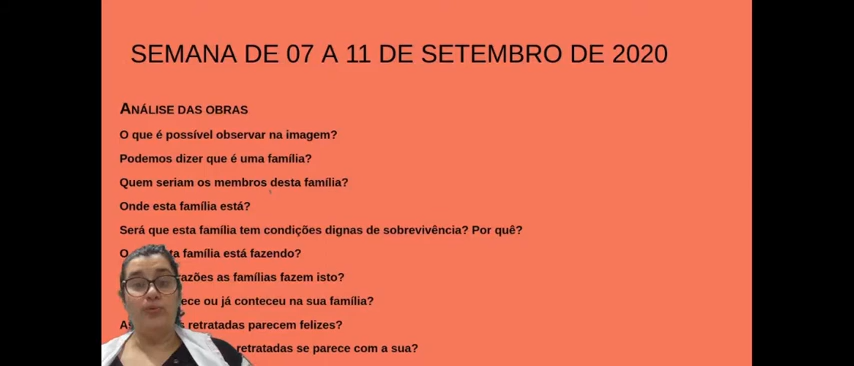 SEMANA DE 07 A 11 DE SETEMBRO DE 2020
ANÁLISE DAS OBRAS
O que é possível observar na imagem?
Podemos dizer que é uma família?
Quem seriam os membros desta família?
Onde esta família está?
Será que esta família tem condições dignas de sobrevivência? Por quê?
O família está fazendo?
razões as famílias fazem isto?
ou já conteceu na sua família?
retratadas parecem felizes?
retratadas se parece com a sua?